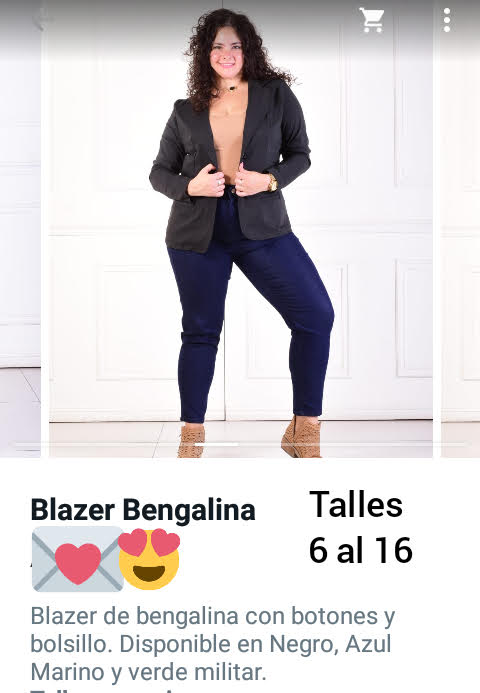 Blazer Bengalina
Talles
6 al 16
Blazer de bengalina con botones y
bolsillo. Disponible en Negro, Azul
Marino y verde militar.